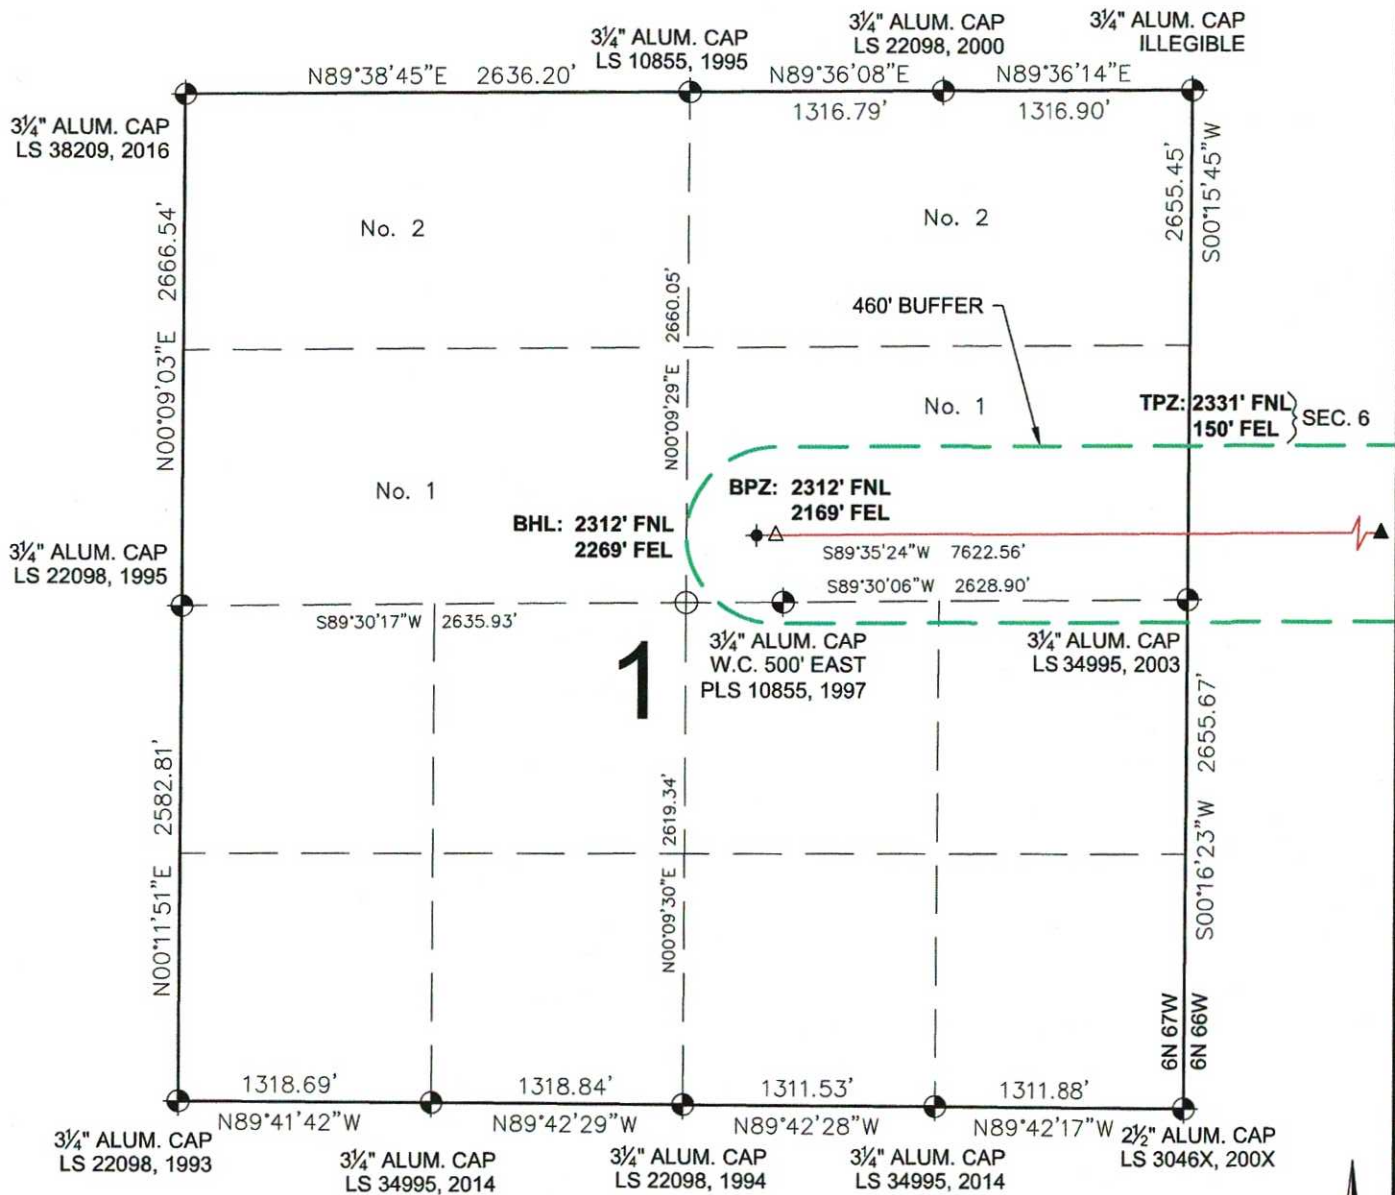 3¼" ALUM. CAP
LS 10855, 1995
3¼" ALUM. CAP
LS 22098, 2000
3¼" ALUM. CAP
ILLEGIBLE
N89°38'45"E 2636.20'
N89°36'08"E
1316.79'
N89°36'14"E
1316.90'
3¼" ALUM. CAP
LS 38209, 2016
N00°09'03"E 2666.54'
No. 2
No. 2
2655.45'
S00°15'45"W
N00°09'29"E 2660.05'
460' BUFFER
No. 1
TPZ: 2331' FNL
150' FEL
SEC. 6
No. 1
BPZ: 2312' FNL
2169' FEL
BHL: 2312' FNL
2269' FEL
S89°35'24"W 7622.56'
3¼" ALUM. CAP
LS 22098, 1995
S89°30'06"W 2628.90'
S89°30'17"W 2635.93'
1
3¼" ALUM. CAP
W.C. 500' EAST
PLS 10855, 1997
3¼" ALUM. CAP
LS 34995, 2003
N00°11'51"E 2582.81'
N00°09'30"E 2619.34'
S00°16'23"W 2655.67'
6N 67W
6N 66W
1318.69'
N89°41'42"W
1318.84'
N89°42'29"W
1311.53'
N89°42'28"W
1311.88'
N89°42'17"W
3¼" ALUM. CAP
LS 22098, 1993
3¼" ALUM. CAP
LS 34995, 2014
3¼" ALUM. CAP
LS 22098, 1994
3¼" ALUM. CAP
LS 34995, 2014
2½" ALUM. CAP
LS 3046X, 200X